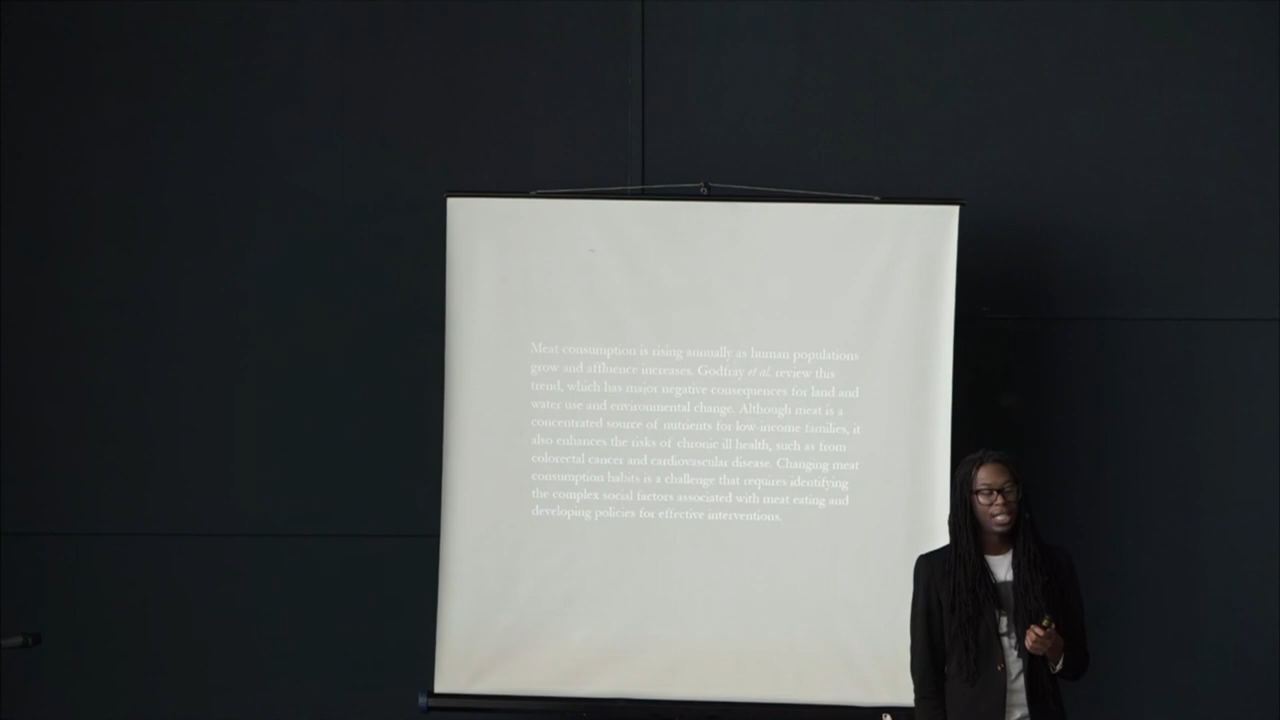 Meat consumption is rising annually as human populations
grow and affluence increases. Godfray et al. review this
trend, which has major negative consequences for land and
water use and environmental change. Although meat is a
concentrated source of nutrients for low-income families, it
also enhances the risks of chronic ill health, such as from
colorectal cancer and cardiovascular disease. Changing meat
consumption habits is a challenge that requires identifying
the complex social factors associated with meat eating and
developing policies for effective interventions.